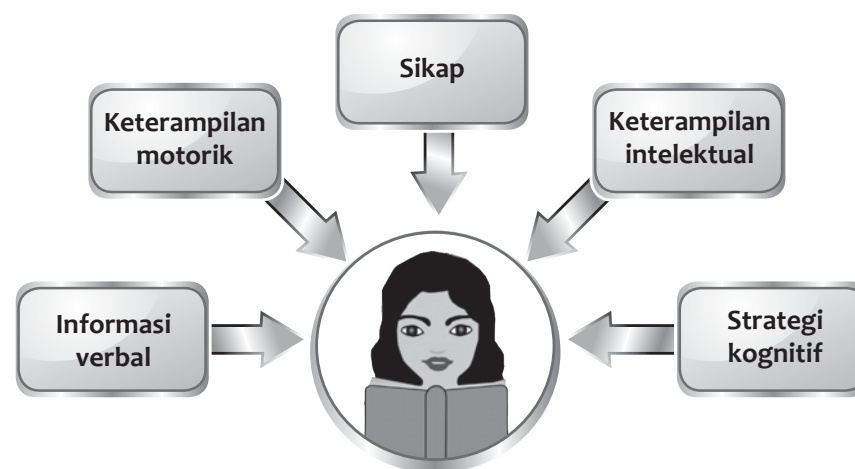 Sikap
Keterampilan
motorik
Keterampilan
intelektual
Informasi
verbal
Strategi
kognitif